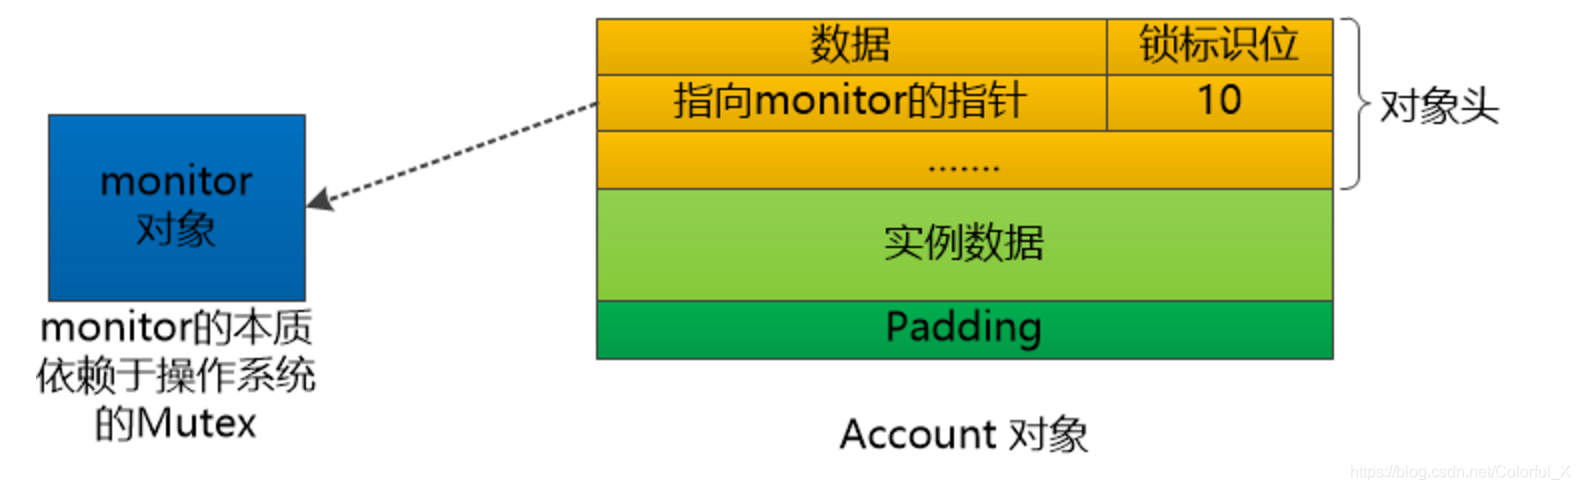 数据 锁标识位
指向monitor的指针 10
.......
对象头
实例数据
Padding
Account 对象
monitor
对象
monitor的本质
依赖于操作系统
的Mutex
https://blog.csdn.net/Colorful_X